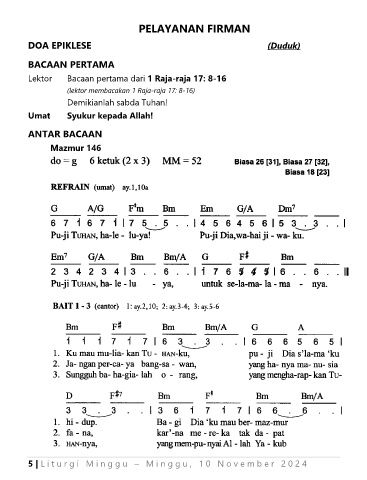 PELAYANAN FIRMAN
DOA EPIKLESE (Duduk)
BACAAN PERTAMA
Lektor Bacaan pertama dari 1 Raja-raja 17: 8-16
(lektor membacakan 1 Raja-raja 17: 8-16)
Demikianlah sabda Tuhan!
Umat Syukur kepada Allah!
ANTAR BACAAN
Mazmur 146
do = g 6 ketuk (2 x 3) MM = 52 Biasa 26 [31], Biasa 27 [32],
Biasa 18 [23]
REFRAIN (umat) ay.1,10a
G A/G F#m Bm Em G/A Dm7
6 7 1 6 7 1 | 7 5 . 5 . . | 4 5 6 4 5 6 | 5 3 . 3 . . |
Pu-ji TUHAN, ha-le - lu-ya! Pu-ji Dia,wa-hai ji - wa- ku.
Em7 G/A Bm Bm/A G F# Bm
2 3 4 2 3 4 | 3 . . 6 . . | 1 7 6 5 4 5 | 6 . . 6 . .
Pu-ji TUHAN, ha-le - lu - ya, untuk se-la-ma- la - ma - nya.
BAIT 1 - 3 (cantor) 1: ay.2,10; 2: ay.3-4; 3: ay.5-6
Bm F# Bm Bm/A G A
1 1 1 7 1 7 | 6 3 . 3 . . | 6 6 6 5 6 5 |
1. Ku mau mu-lia- kan TU - HAN-ku, pu - ji Dia s'la-ma 'ku
2. Ja- ngan per-ca- ya bang-sa - wan, yang ha- nya ma- nu- sia
3. Sungguh ba- ha-gia- lah o - rang, yang mengha-rap-kan TU-
D F#7 Bm Bm Bm/A
3 3 . 3 . . | 3 6 1 7 1 7 | 6 6 . 6 . . |
1. hi - dup. Ba - gi Dia 'ku mau ber- maz-mur
2. fa - na, kar'-na me - re- ka tak da - pat
3. HAN-nya, yang mem-pu-nyai Al - lah Ya - kub
5 | Liturgi Minggu – Minggu, 10 November 2024